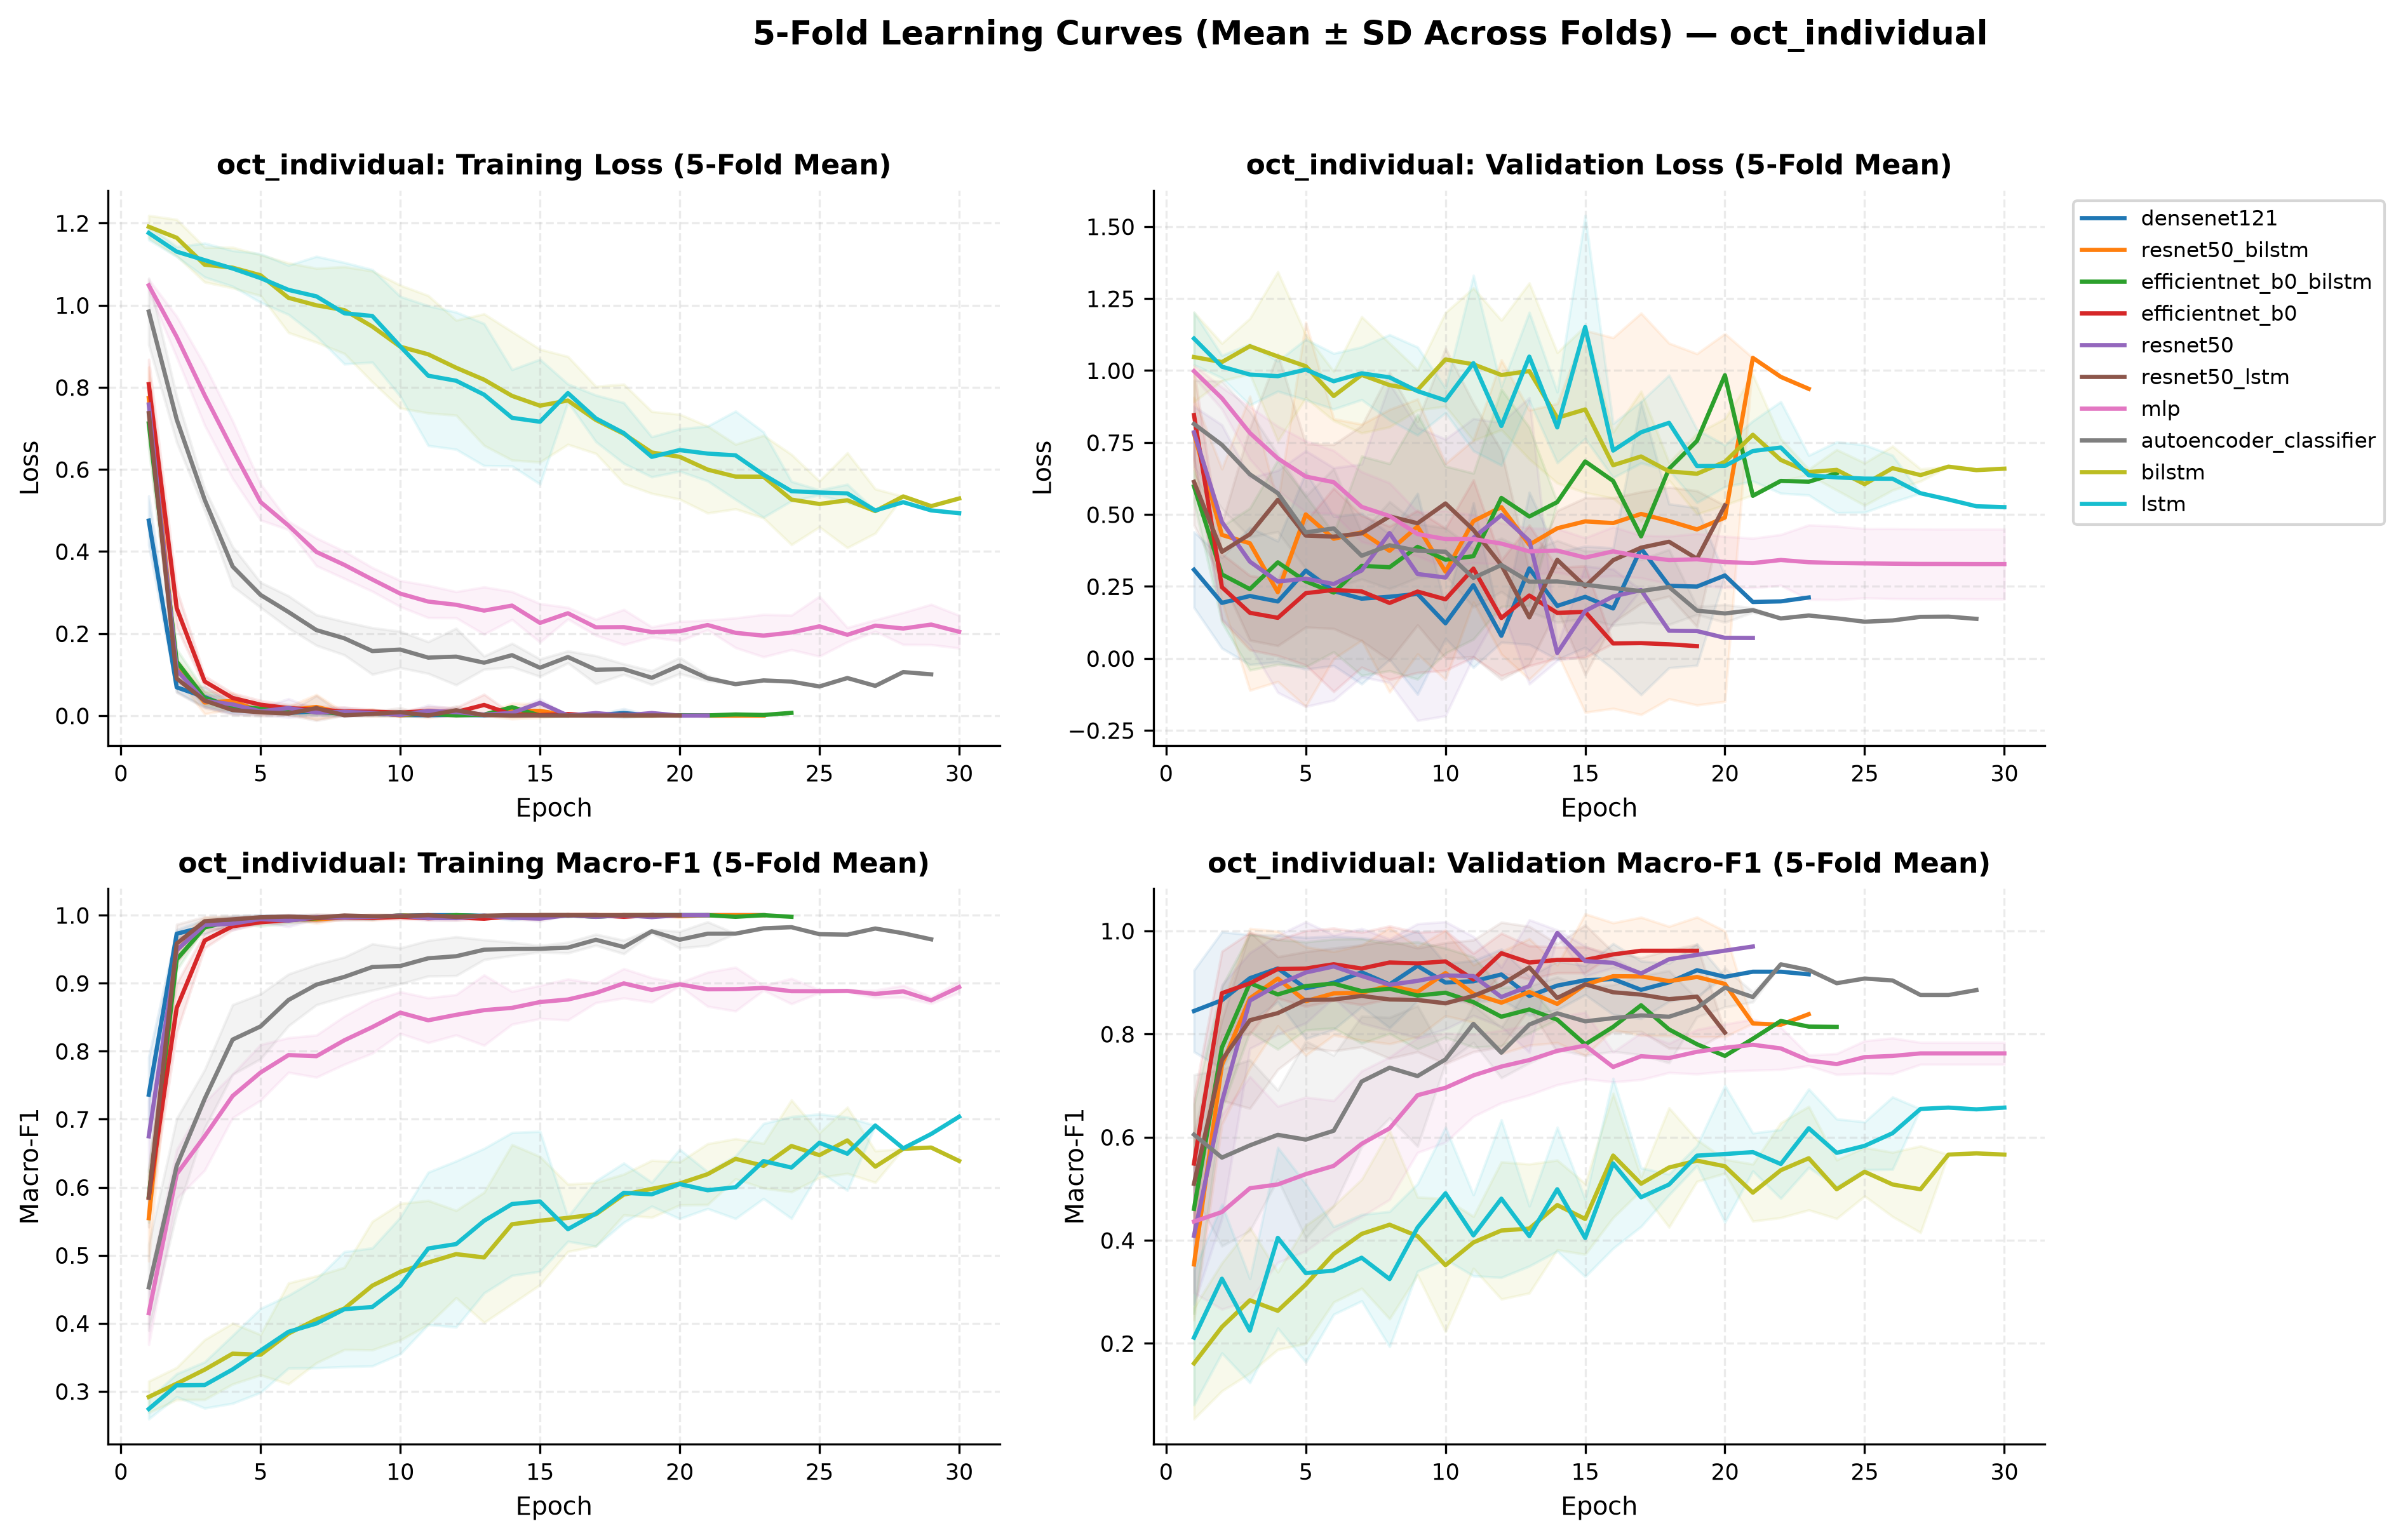 5-Fold Learning Curves (Mean ± SD Across Folds) — oct_individual
oct_individual: Training Loss (5-Fold Mean)
1.2
1.0
0.8
0.6
0.4
0.2
0.0
Loss
0 5 10 15 20 25 30
Epoch
oct_individual: Validation Loss (5-Fold Mean)
1.50
1.25
1.00
0.75
0.50
0.25
0.00
−0.25
Loss
0 5 10 15 20 25 30
Epoch
densenet121
resnet50_bilstm
efficientnet_b0_bilstm
efficientnet_b0
resnet50
resnet50_lstm
mlp
autoencoder_classifier
bilstm
lstm
oct_individual: Training Macro-F1 (5-Fold Mean)
1.0
0.9
0.8
0.7
0.6
0.5
0.4
0.3
Macro-F1
0 5 10 15 20 25 30
Epoch
oct_individual: Validation Macro-F1 (5-Fold Mean)
1.0
0.8
0.6
0.4
0.2
Macro-F1
0 5 10 15 20 25 30
Epoch